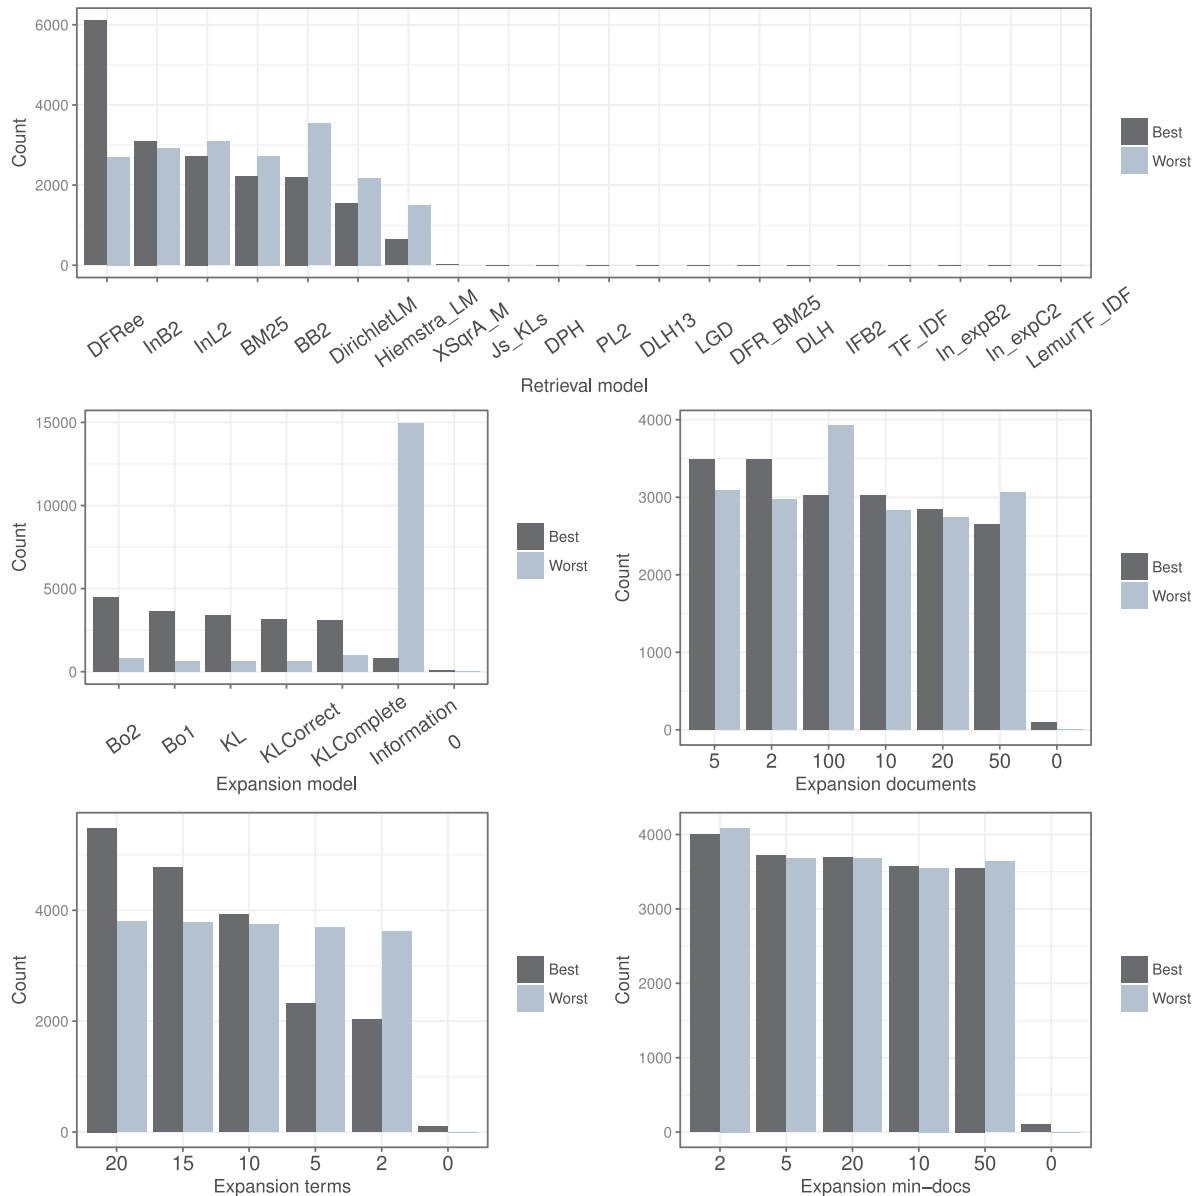 6000
4000
2000
0
Count
DFRee
InB2
InL2
BM25
BB2
DirichletLM
Hiemstra_LM
XSqrA_M
Js_KLs
DPH
PL2
DLH13
LGD
DFR_BM25
DLH
IFB2
TF_IDF
In_expB2
In_expC2
LemurTF_IDF
Retrieval model
Best
Worst
15000
10000
5000
0
Count
Bo2
Bo1
KL
KLCorrect
KLComplete
Information
0
Expansion model
Best
Worst
4000
3000
2000
1000
0
Count
5 2 100 10 20 50 0
Expansion documents
Best
Worst
4000
2000
0
Count
20 15 10 5 2 0
Expansion terms
Best
Worst
4000
3000
2000
1000
0
Count
2 5 20 10 50 0
Expansion min−docs
Best
Worst